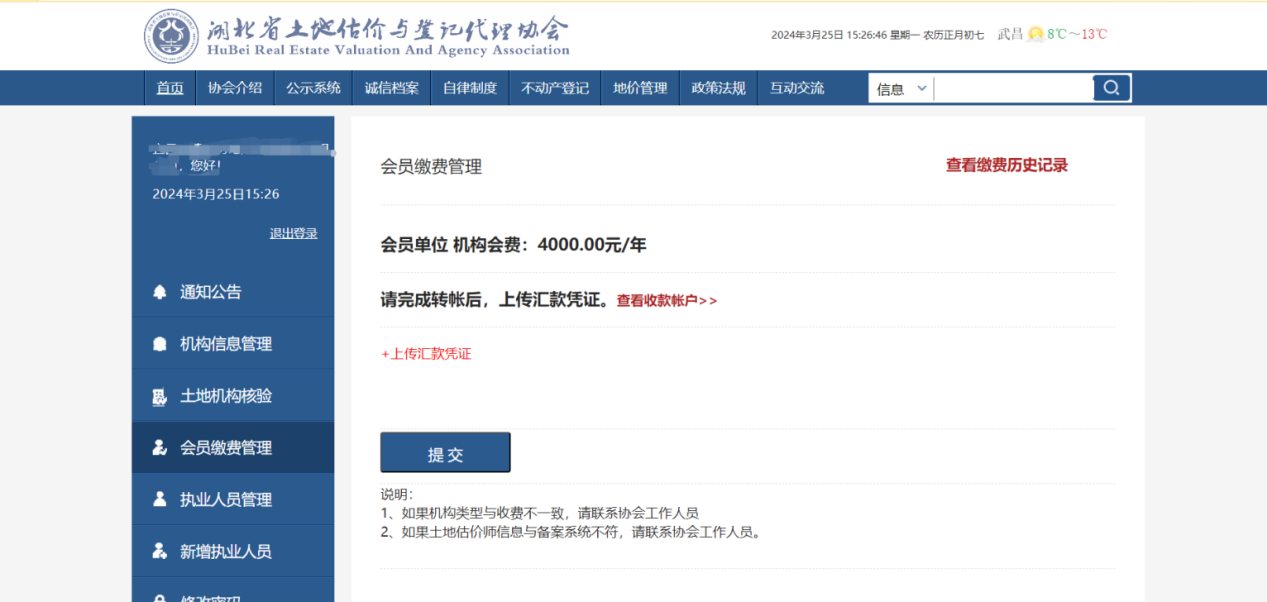 湖北省土地估价与登记代理协会
HuBei Real Estate Valuation And Agency Association
2024年3月25日 15:26:46 星期一 农历正月初七 武昌 8℃～13℃
首页 协会介绍 公示系统 诚信档案 自律制度 不动产登记 地价管理 政策法规 互动交流 信息
您好！
2024年3月25日15:26
退出登录
通知公告
机构信息管理
土地机构核验
会员缴费管理
执业人员管理
新增执业人员
修改密码
会员缴费管理 查看缴费历史记录
会员单位 机构会费：4000.00元/年
请完成转帐后，上传汇款凭证。查看收款帐户>>
+上传汇款凭证
提交
说明：
1、如果机构类型与收费不一致，请联系协会工作人员
2、如果土地估价师信息与备案系统不符，请联系协会工作人员。